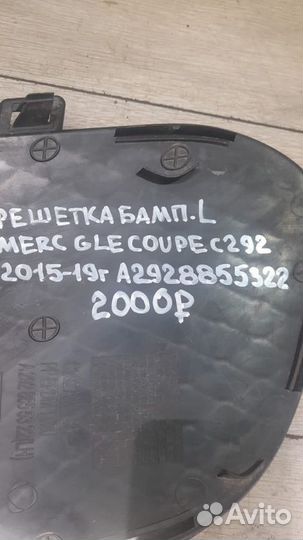 РЕШЕТКА БАМП.L
MERC GLE COUPE C292
2015-19г A2928855322
2000₽
Avito